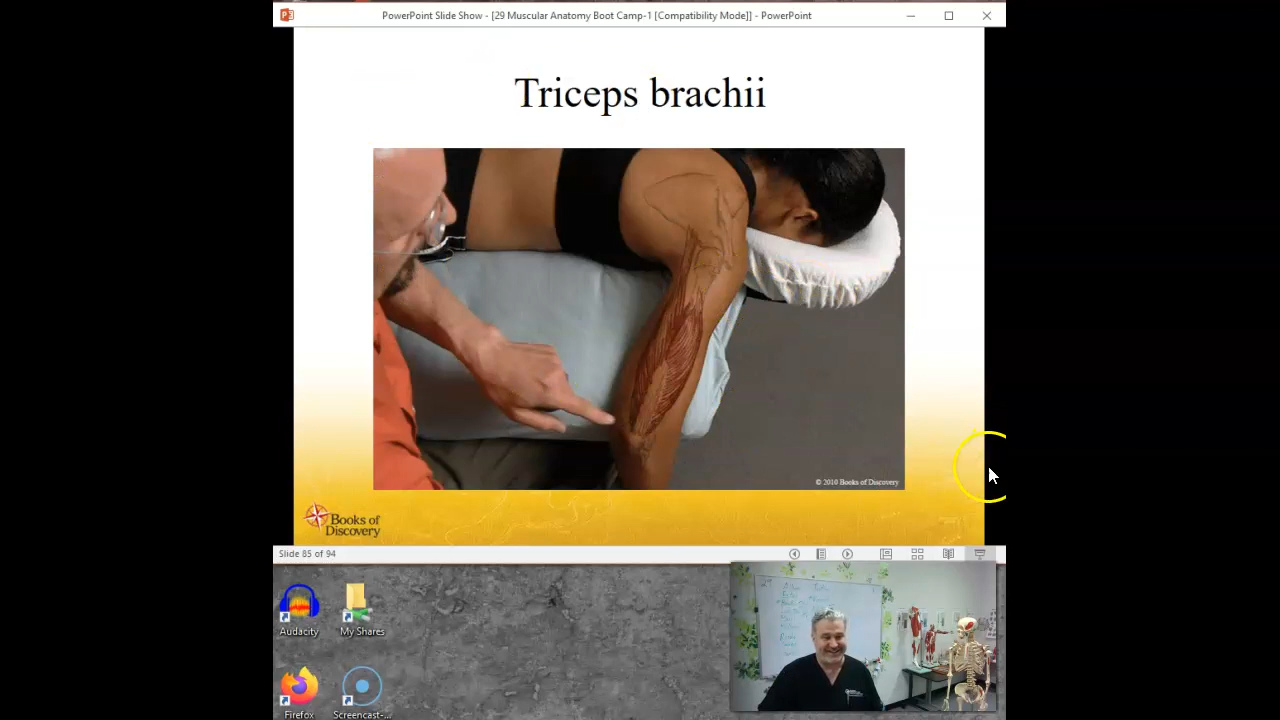 PowerPoint Slide Show - [29 Muscular Anatomy Boot Camp-1 [Compatibility Mode]] - PowerPoint
Triceps brachii
© 2010 Books of Discovery
Books of
Discovery
Slide 85 of 94
Audacity
My Shares
Firefox
Screencast-...